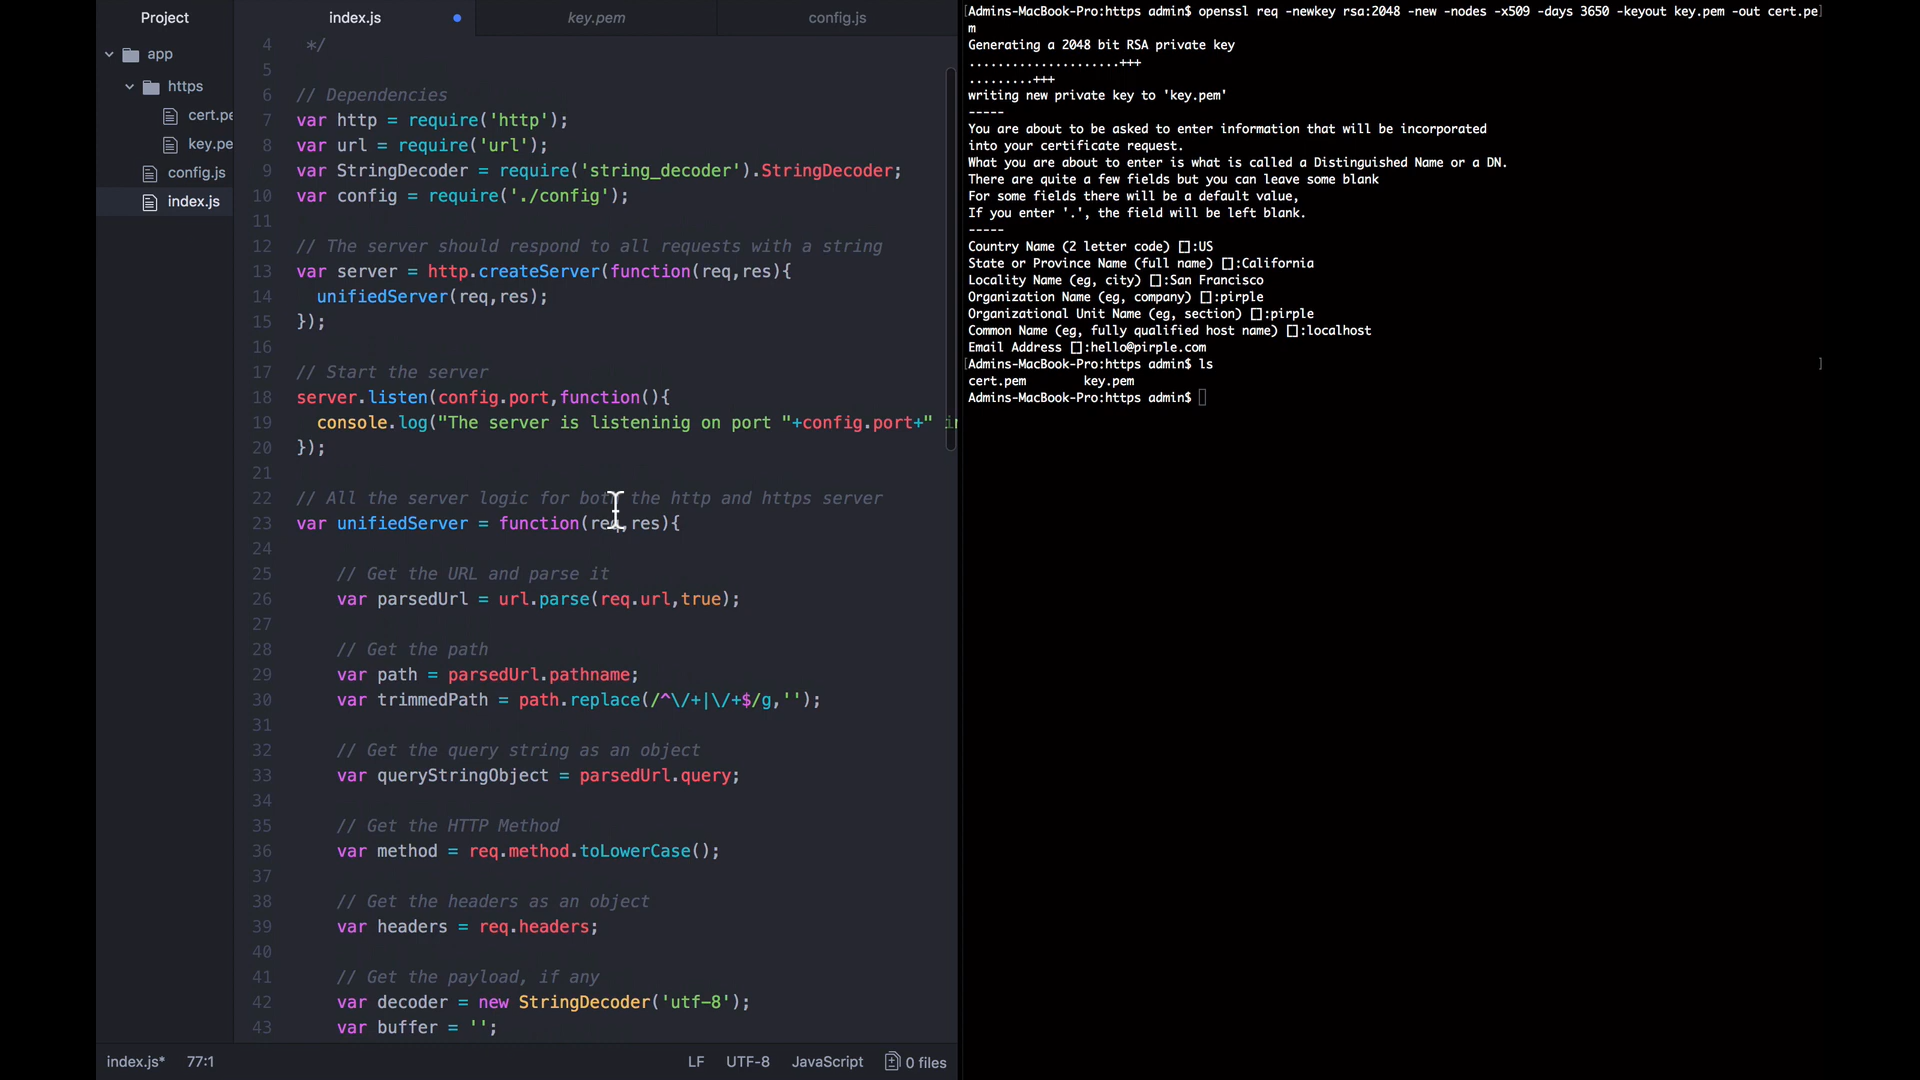 Project
app
https
cert.pe
key.pe
config.js
index.js
index.js
key.pem
config.js
4 */
5
6 // Dependencies
7 var http = require('http');
8 var url = require('url');
9 var StringDecoder = require('string_decoder').StringDecoder;
10 var config = require('./config');
11
12 // The server should respond to all requests with a string
13 var server = http.createServer(function(req,res){
14 unifiedServer(req,res);
15 });
16
17 // Start the server
18 server.listen(config.port,function(){
19 console.log("The server is listeninig on port "+config.port+" in
20 });
21
22 // All the server logic for both the http and https server
23 var unifiedServer = function(req,res){
24
25 // Get the URL and parse it
26 var parsedUrl = url.parse(req.url,true);
27
28 // Get the path
29 var path = parsedUrl.pathname;
30 var trimmedPath = path.replace(/^\/+|\/+$/g,'');
31
32 // Get the query string as an object
33 var queryStringObject = parsedUrl.query;
34
35 // Get the HTTP Method
36 var method = req.method.toLowerCase();
37
38 // Get the headers as an object
39 var headers = req.headers;
40
41 // Get the payload, if any
42 var decoder = new StringDecoder('utf-8');
43 var buffer = '';
index.js* 77:1 LF UTF-8 JavaScript 0 files
[Admins-MacBook-Pro:https admin$ openssl req -newkey rsa:2048 -new -nodes -x509 -days 3650 -keyout key.pem -out cert.pe]
m
Generating a 2048 bit RSA private key
.....................+++
.........+++
writing new private key to 'key.pem'
-----
You are about to be asked to enter information that will be incorporated
into your certificate request.
What you are about to enter is what is called a Distinguished Name or a DN.
There are quite a few fields but you can leave some blank
For some fields there will be a default value,
If you enter '.', the field will be left blank.
-----
Country Name (2 letter code) []:US
State or Province Name (full name) []:California
Locality Name (eg, city) []:San Francisco
Organization Name (eg, company) []:pirple
Organizational Unit Name (eg, section) []:pirple
Common Name (eg, fully qualified host name) []:localhost
Email Address []:hello@pirple.com
[Admins-MacBook-Pro:https admin$ ls ]
cert.pem key.pem
Admins-MacBook-Pro:https admin$